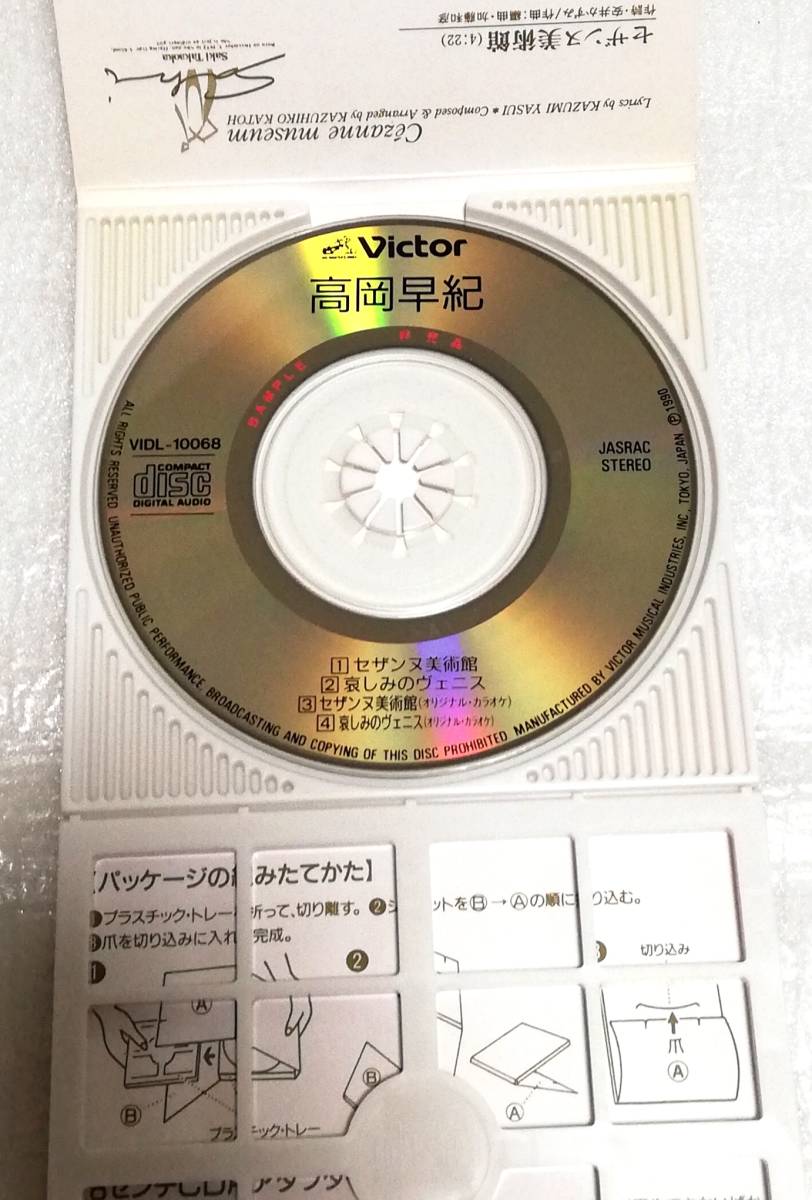 作詩・安井かずみ/作曲・編曲:加藤和彦
セザンヌ美術館 (4:22)
Saki Takaoka
Lyrics by KAZUMI YASUI * Composed & Arranged by KAZUHIKO KATOH
Cézanne museum
Victor
高岡早紀
SAMPLE
VIDL-10068
COMPACT
disc
DIGITAL AUDIO
JASRAC
STEREO
1 セザンヌ美術館
2 哀しみのヴェニス
3 セザンヌ美術館(オリジナル・カラオケ)
4 哀しみのヴェニス(オリジナル・カラオケ)
ALL RIGHTS RESERVED. UNAUTHORIZED PUBLIC PERFORMANCE, BROADCASTING AND COPYING OF THIS DISC PROHIBITED. MANUFACTURED BY VICTOR MUSICAL INDUSTRIES, INC., TOKYO, JAPAN Ⓟ1990
パッケージの みたてかた】
プラスチック・トレー 折って、切り離す。❷ ットをⒷ→Ⓐの順に り込む。
爪を切り込みに入れ 完成。
❷
切り込み
Ⓐ
爪
Ⓐ
Ⓑ
Ⓑ
Ⓐ
プラ チック・トレー